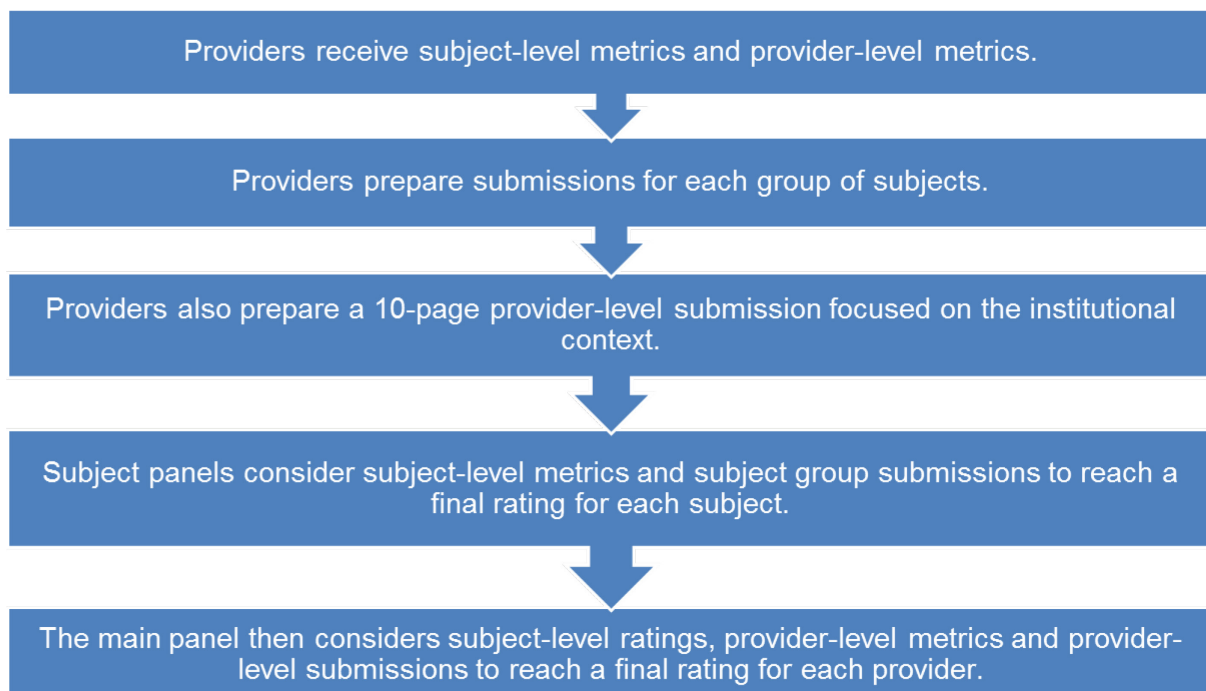 Providers receive subject-level metrics and provider-level metrics.
Providers prepare submissions for each group of subjects.
Providers also prepare a 10-page provider-level submission focused on the institutional
context.
Subject panels consider subject-level metrics and subject group submissions to reach a
final rating for each subject.
The main panel then considers subject-level ratings, provider-level metrics and provider-
level submissions to reach a final rating for each provider.